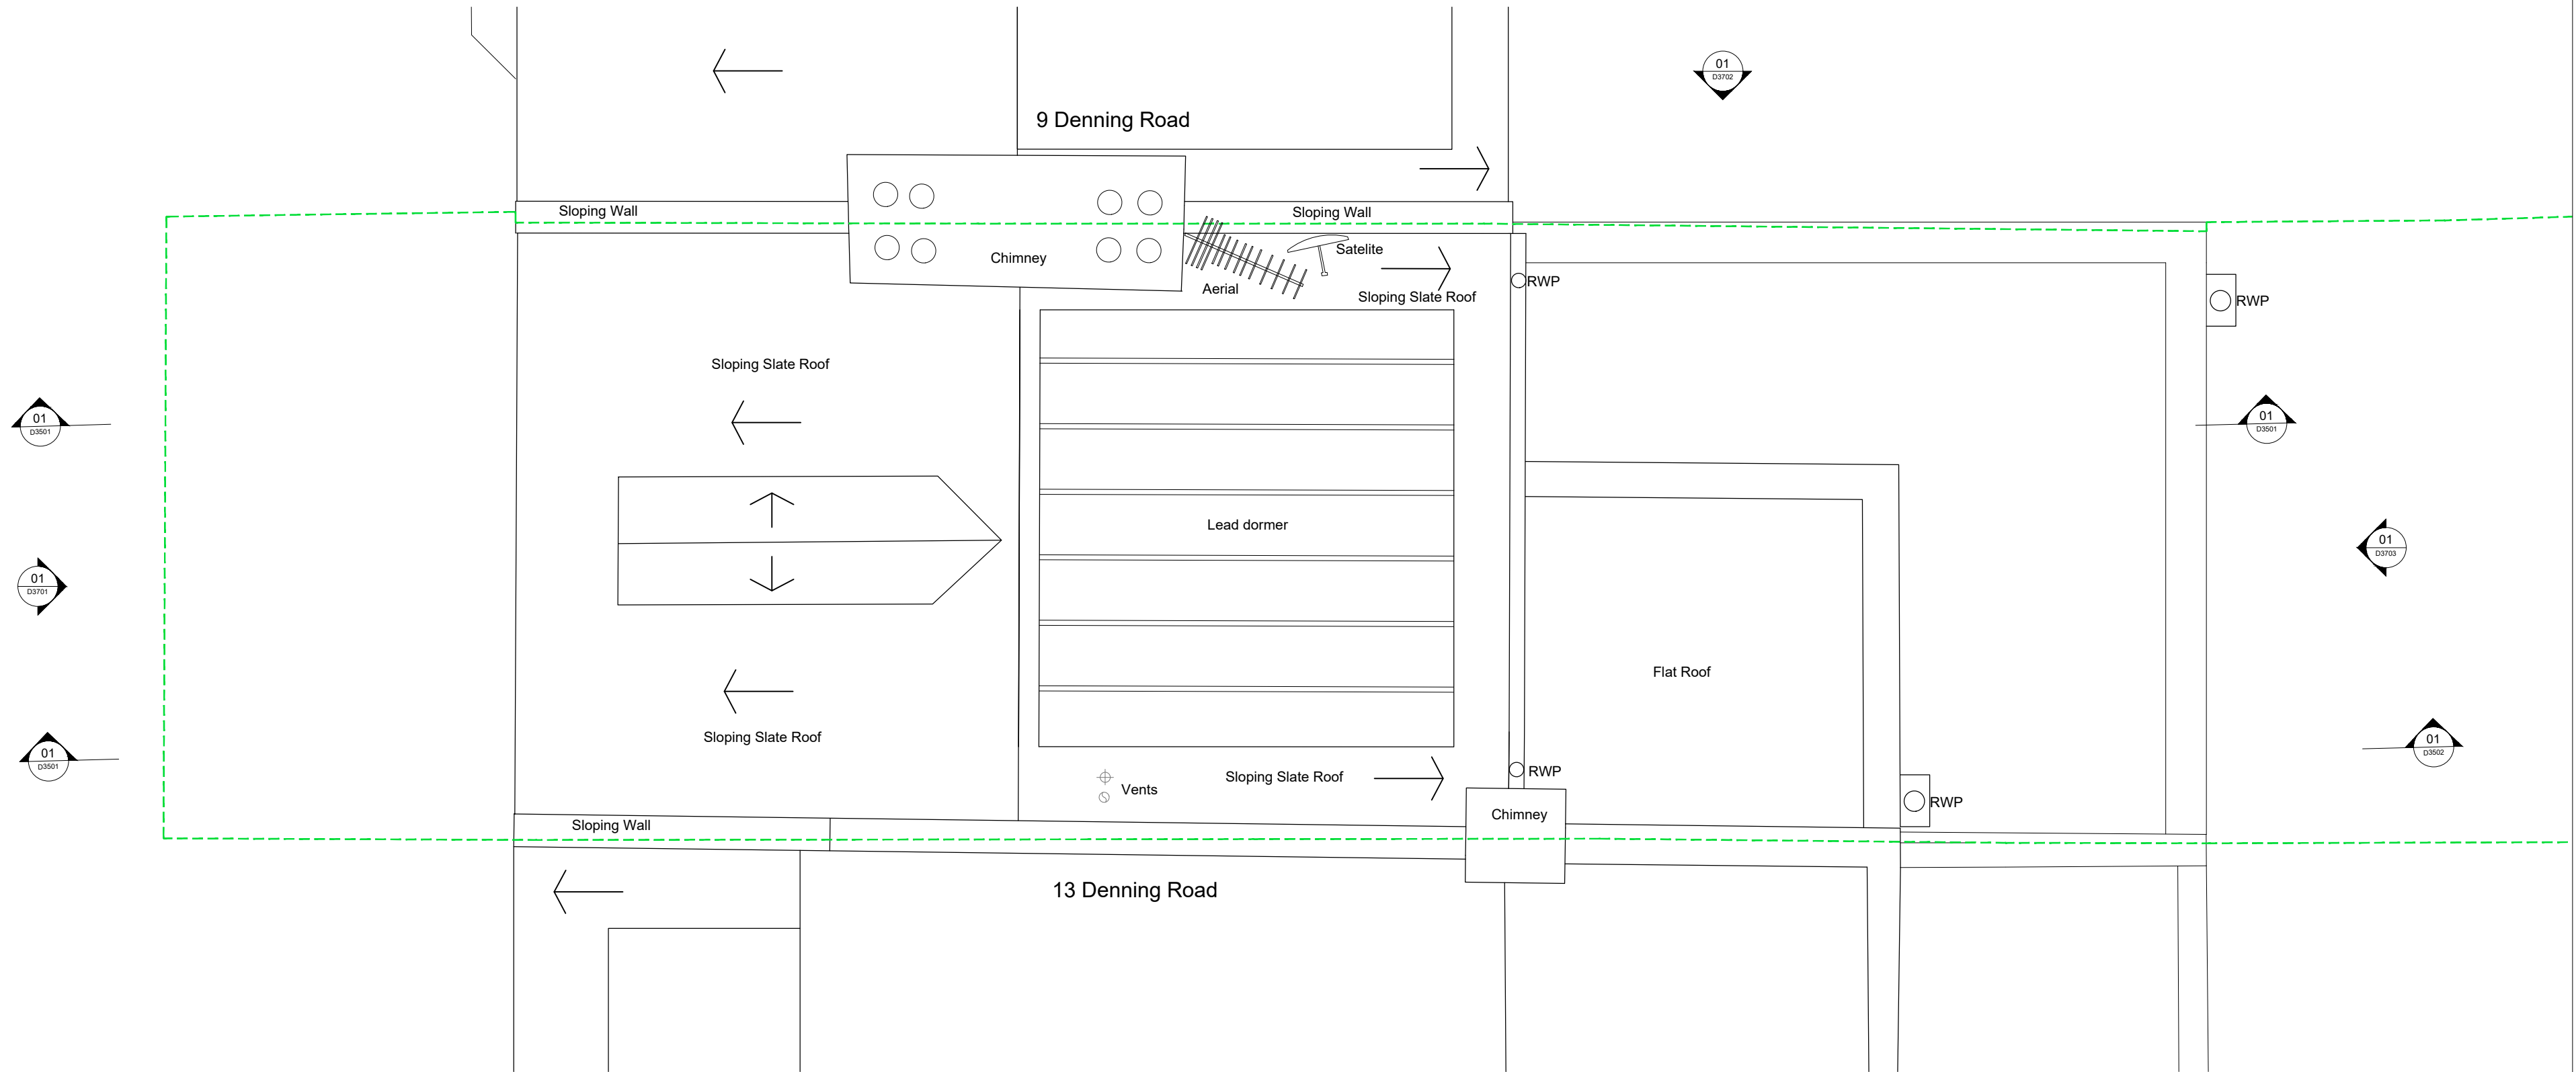 01
D3702
9 Denning Road
Sloping Wall
Sloping Wall
Chimney
Satelite
Aerial
Sloping Slate Roof
RWP
RWP
Sloping Slate Roof
01
D3501
01
D3501
Lead dormer
01
D3703
01
D3701
Flat Roof
Sloping Slate Roof
01
D3501
01
D3502
Vents
Sloping Slate Roof
RWP
RWP
Chimney
Sloping Wall
13 Denning Road